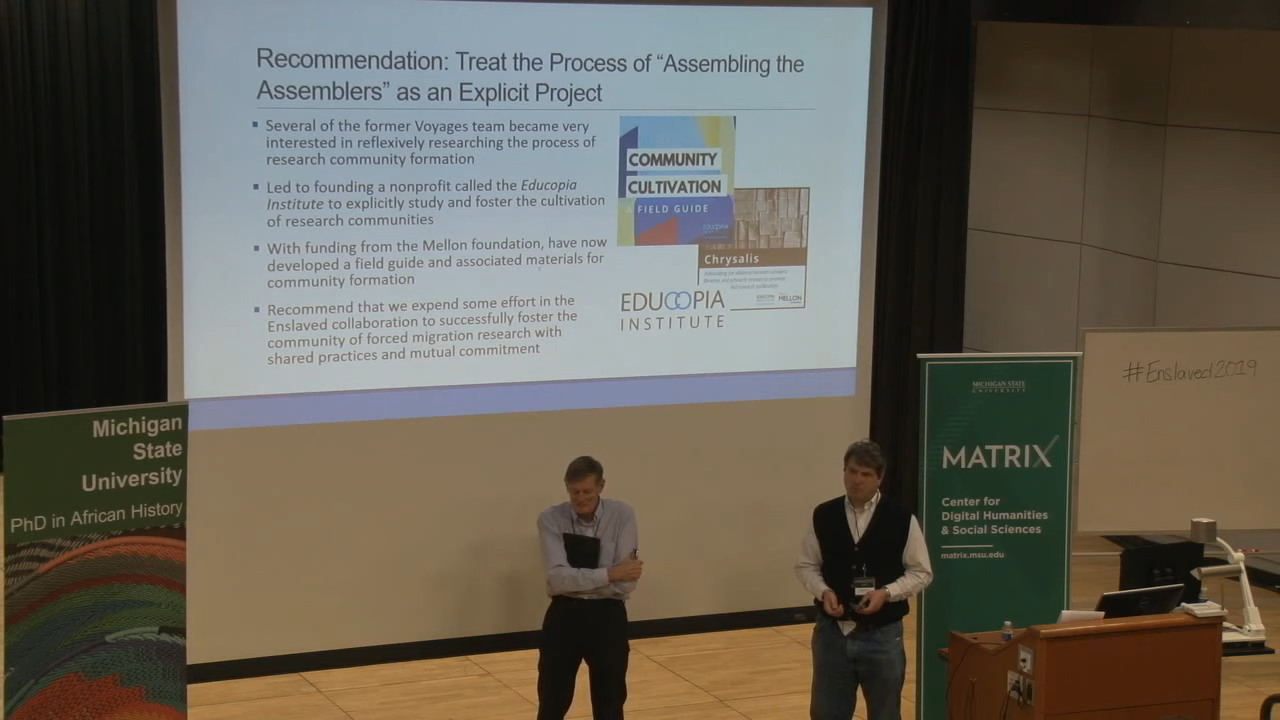 Recommendation: Treat the Process of “Assembling the
Assemblers” as an Explicit Project
Several of the former Voyages team became very
interested in reflexively researching the process of
research community formation
Led to founding a nonprofit called the Educopia
Institute to explicitly study and foster the cultivation
of research communities
With funding from the Mellon foundation, have now
developed a field guide and associated materials for
community formation
Recommend that we expend some effort in the
Enslaved collaboration to successfully foster the
community of forced migration research with
shared practices and mutual commitment
COMMUNITY
CULTIVATION
FIELD GUIDE
Chrysalis
MELLON
EDUCOPIA
INSTITUTE
Michigan
State
University
PhD in African History
MICHIGAN STATE
UNIVERSITY
MATRIX
Center for
Digital Humanities
& Social Sciences
matrix.msu.edu
#Enslaved2019